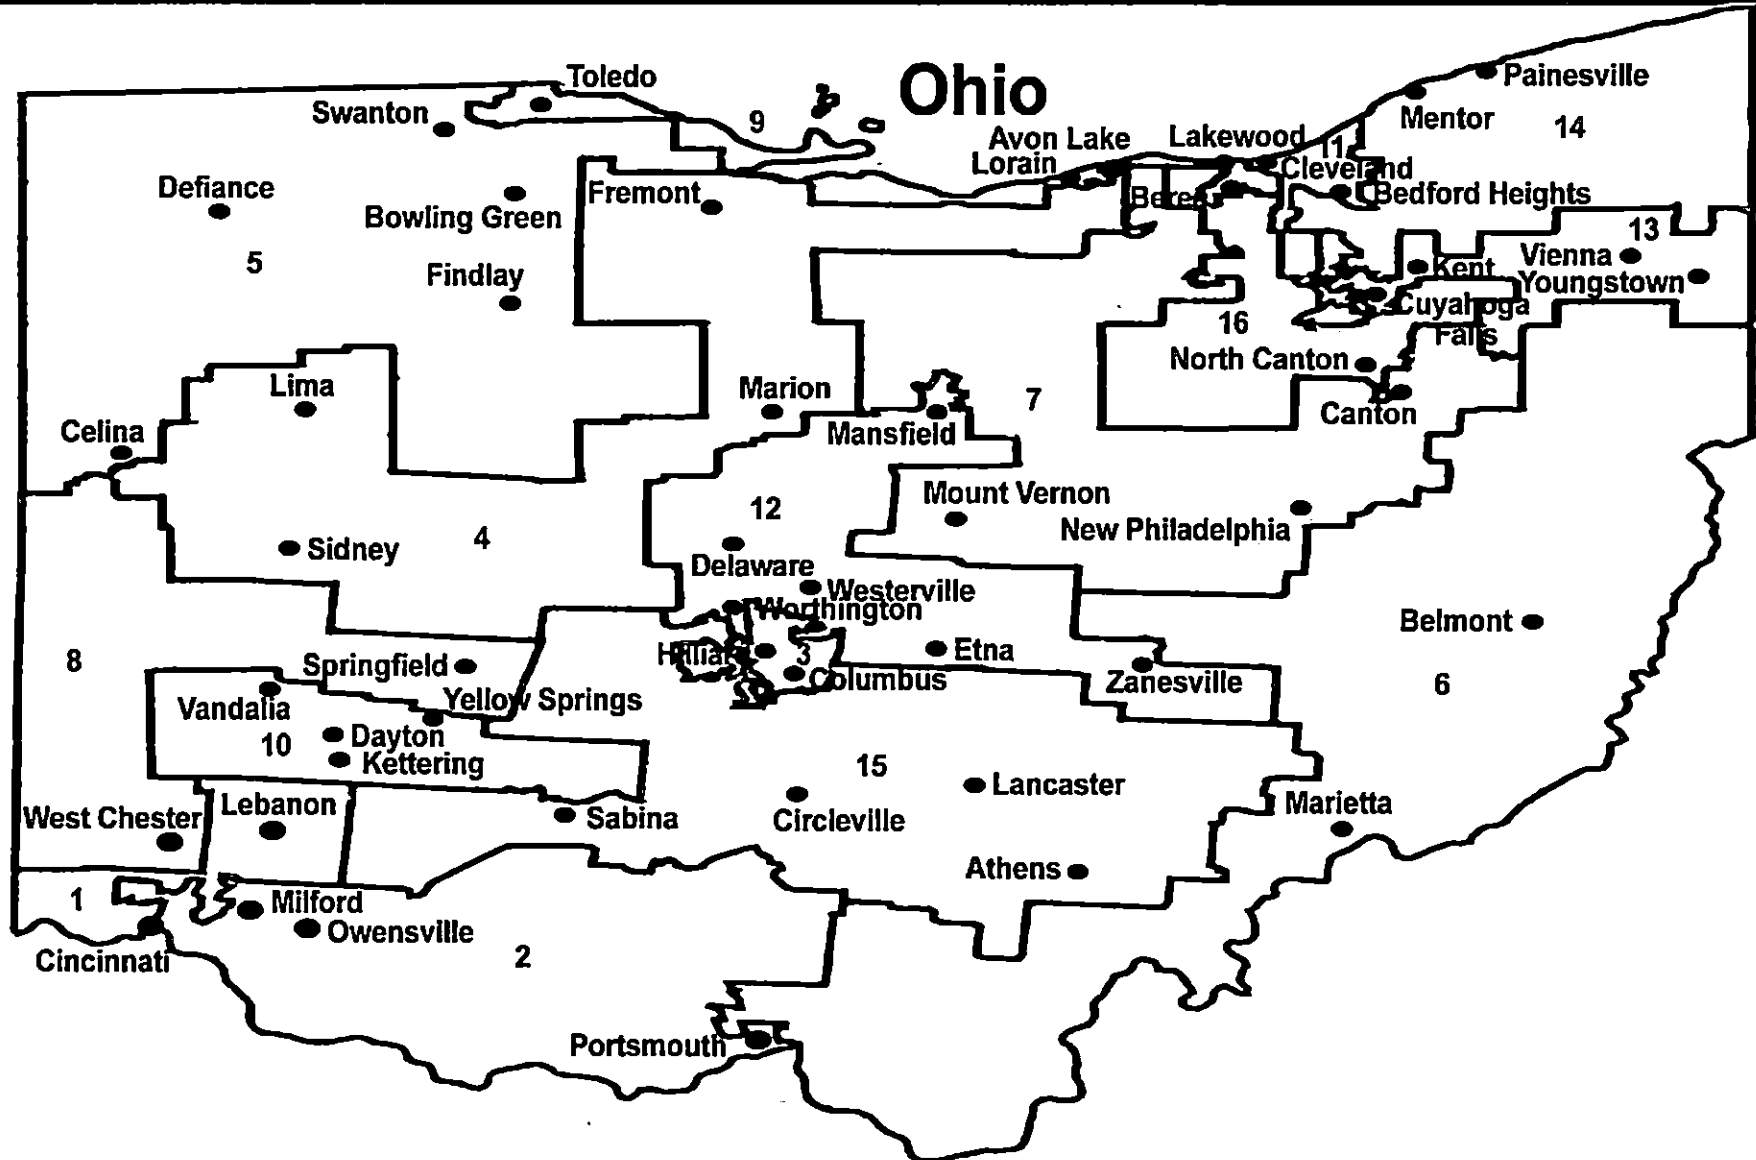 Ohio
Toledo
Painesville
Swanton
9
Mentor
14
Avon Lake
Lakewood
11
Lorain
Cleveland
Defiance
Fremont
Bedford Heights
Bowling Green
13
5
Vienna
Findlay
Kent
Youngstown
Cuyahoga
Falls
16
North Canton
Lima
Marion
7
Canton
Celina
Mansfield
Mount Vernon
12
New Philadelphia
4
Sidney
Delaware
Westerville
Worthington
Belmont
8
Springfield
3
Etna
Columbus
Zanesville
6
Vandalia
Yellow Springs
10
Dayton
Kettering
15
Lancaster
West Chester
Lebanon
Sabina
Circleville
Marietta
Athens
1
Milford
Owensville
Cincinnati
2
Portsmouth